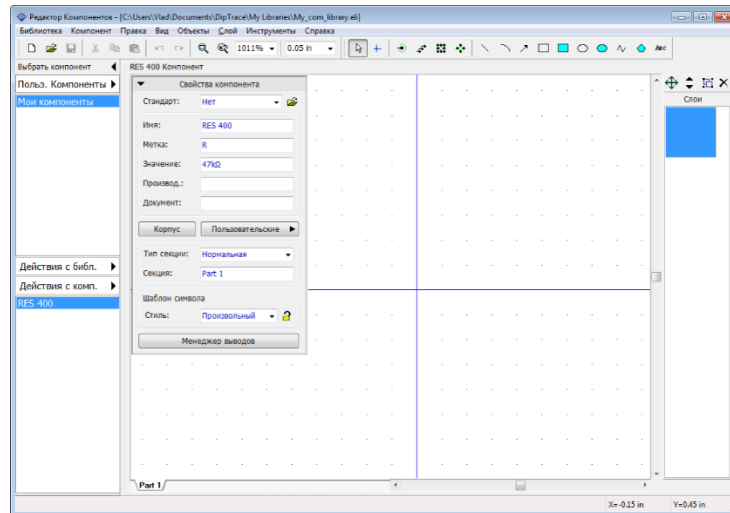 Редактор Компонентов - [C:\Users\Vlad\Documents\DipTrace\My Libraries\My_com_library.eli]
Библиотека Компонент Правка Вид Объекты Слой Инструменты Справка
1011% 0.05 in Abc
Выбрать компонент RES 400 Компонент
Польз. Компоненты
Мои компоненты
Действия с библ.
Действия с комп.
RES 400
Свойства компонента
Стандарт: Нет
Имя: RES 400
Метка: R
Значение: 47kΩ
Производ.:
Документ:
Корпус Пользовательские
Тип секции: Нормальная
Секция: Part 1
Шаблон символа
Стиль: Произвольный
Менеджер выводов
Слои
Part 1
X=-0.15 in Y=0.45 in